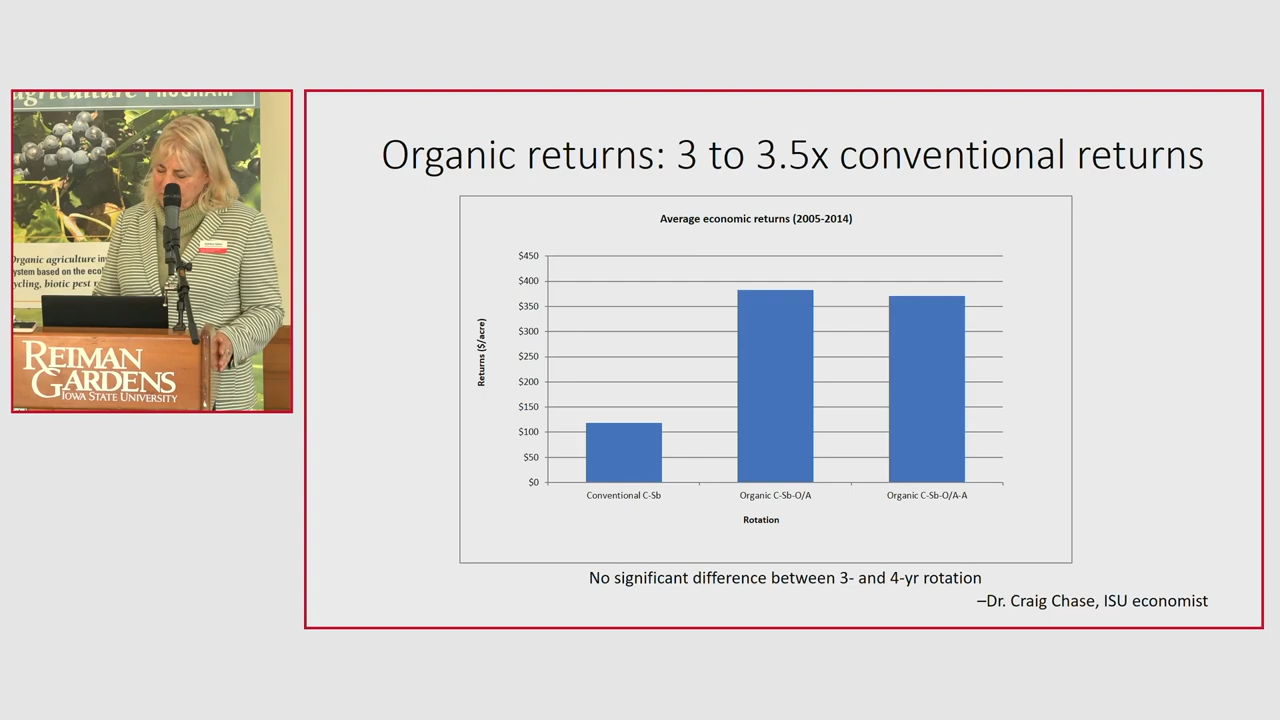 agriculture PROGRAM
Organic agriculture
system based on the
cycling, biotic pest
REIMAN
GARDENS
IOWA STATE UNIVERSITY
Organic returns: 3 to 3.5x conventional returns
Average economic returns (2005-2014)
Returns ($/acre)
$450
$400
$350
$300
$250
$200
$150
$100
$50
$0
Conventional C-Sb Organic C-Sb-O/A Organic C-Sb-O/A-A
Rotation
No significant difference between 3- and 4-yr rotation
–Dr. Craig Chase, ISU economist